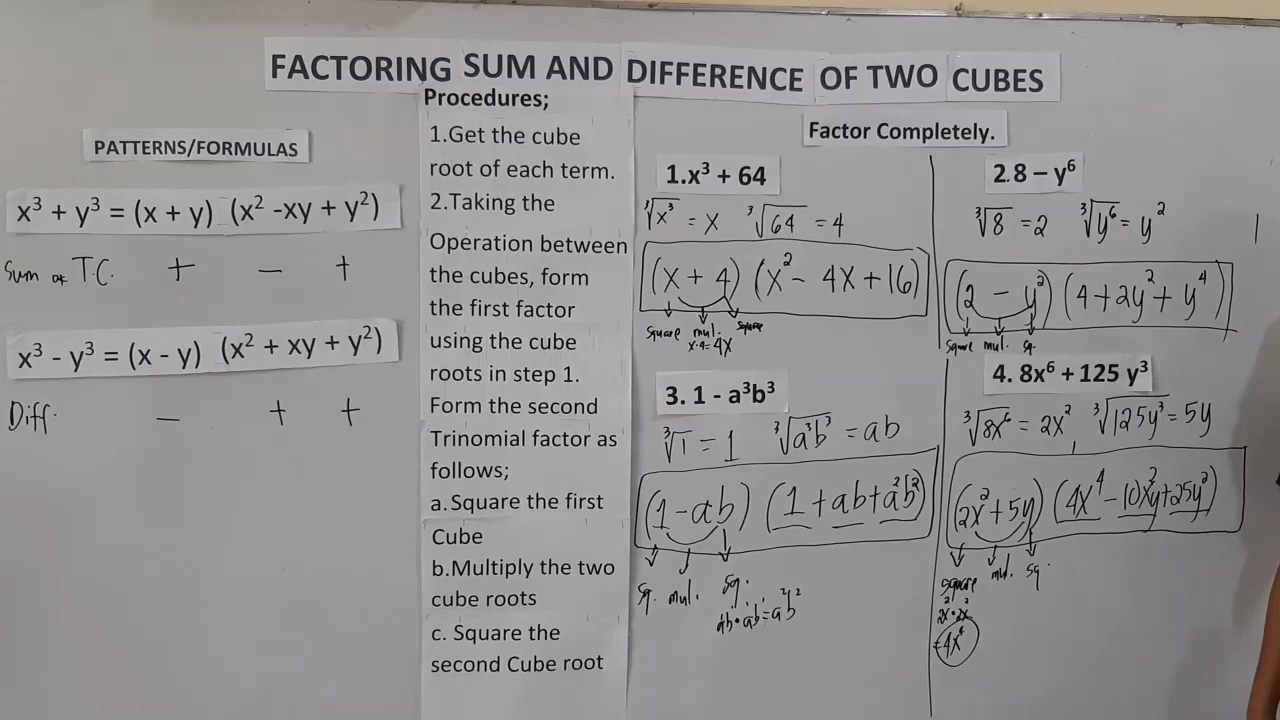 FACTORING SUM AND DIFFERENCE OF TWO CUBES
PATTERNS/FORMULAS
x³ + y³ = (x + y) (x² -xy + y²)
Sum of T.C. + - +
x³ - y³ = (x - y) (x² + xy + y²)
Diff. - + +
Procedures;
1.Get the cube
root of each term.
2.Taking the
Operation between
the cubes, form
the first factor
using the cube
roots in step 1.
Form the second
Trinomial factor as
follows;
a. Square the first
Cube
b.Multiply the two
cube roots
c. Square the
second Cube root
Factor Completely.
1.x³ + 64
∛x³ = x ∛64 = 4
(x + 4) (x² - 4x + 16)
square mul. square
x·4= 4x
2.8 – y⁶
∛8 = 2 ∛y⁶ = y²
(2 - y²) (4 + 2y² + y⁴)
square mul. sq.
3. 1 - a³b³
∛1 = 1 ∛a³b³ = ab
(1 - ab) (1 + ab + a²b²)
sq. mul. sq.
ab·ab = a²b²
4. 8x⁶ + 125 y³
∛8x⁶ = 2x² ∛125y³ = 5y
(2x² + 5y) (4x⁴ - 10x²y + 25y²)
square mul. sq.
2x²·2x²
=4x⁴